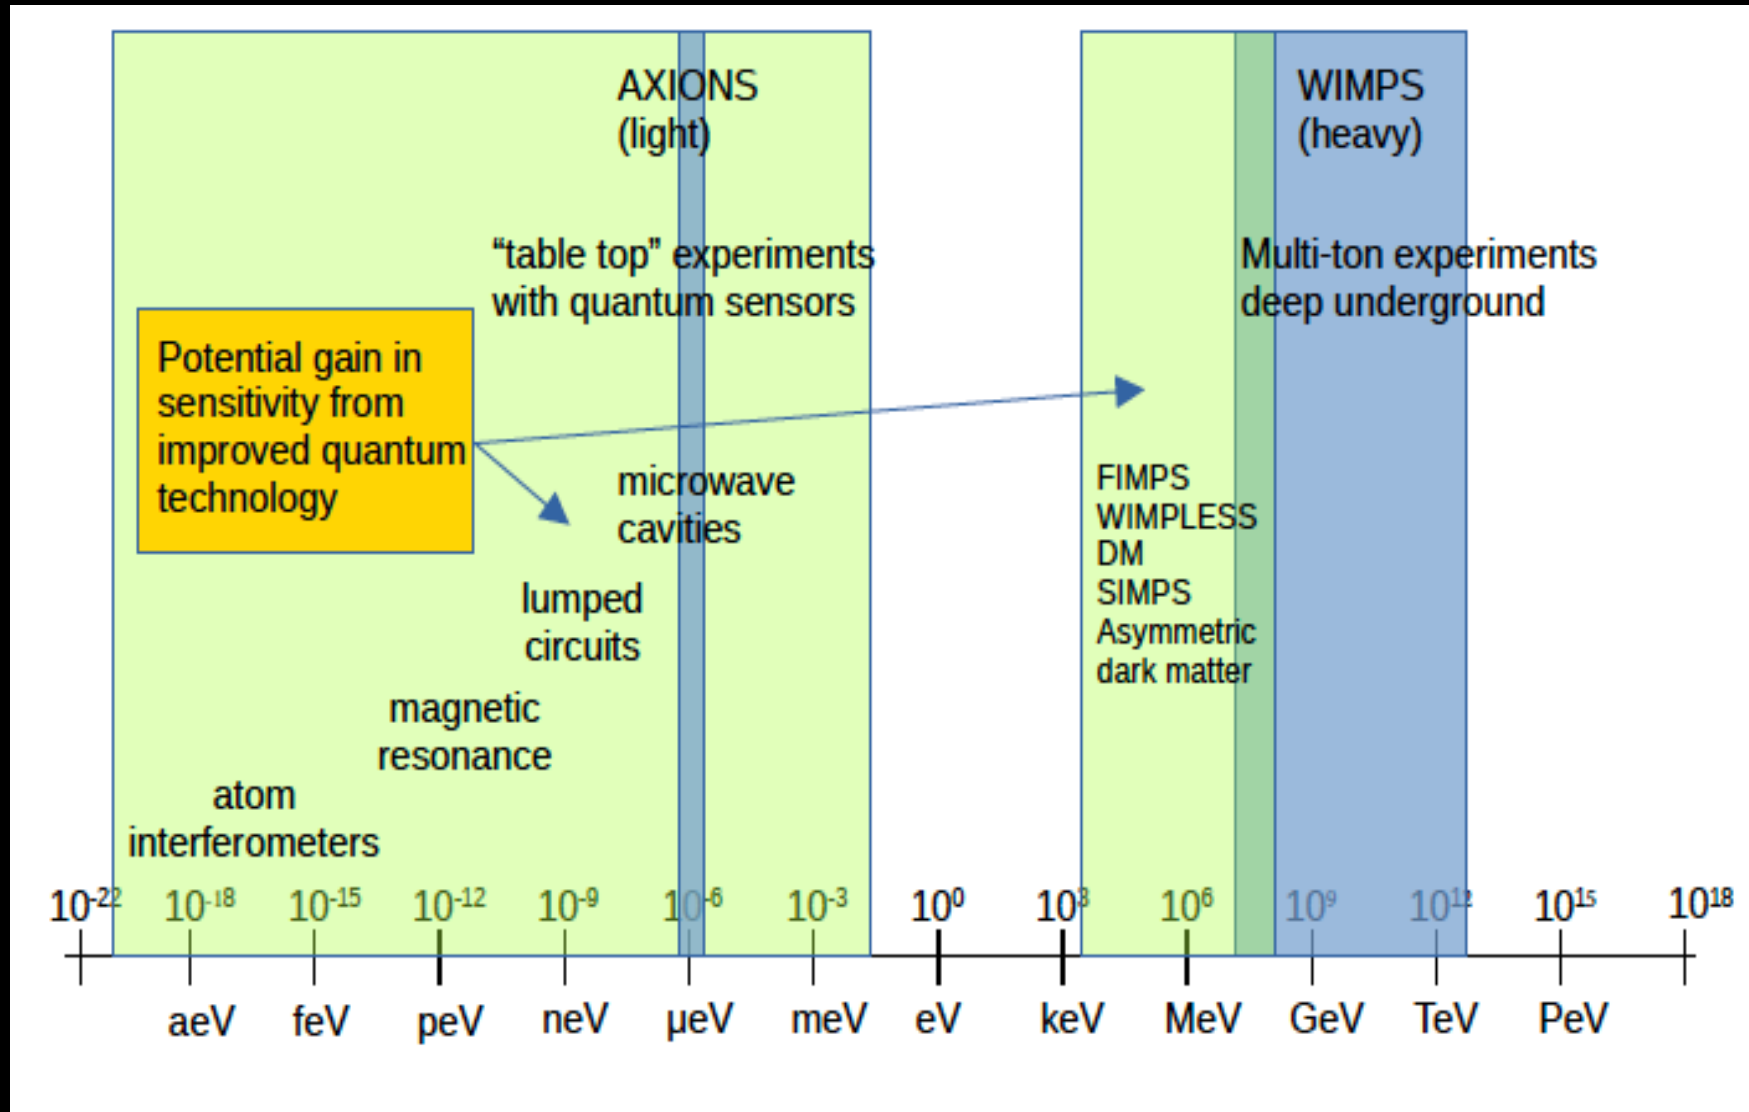 AXIONS
(light)
WIMPS
(heavy)
“table top” experiments
with quantum sensors
Multi-ton experiments
deep underground
Potential gain in
sensitivity from
improved quantum
technology
microwave
cavities
FIMPS
WIMPLESS
DM
SIMPS
Asymmetric
dark matter
lumped
circuits
magnetic
resonance
atom
interferometers
10⁻²² 10⁻¹⁸ 10⁻¹⁵ 10⁻¹² 10⁻⁹ 10⁻⁶ 10⁻³ 10⁰ 10³ 10⁶ 10⁹ 10¹² 10¹⁵ 10¹⁸
aeV feV peV neV µeV meV eV keV MeV GeV TeV PeV